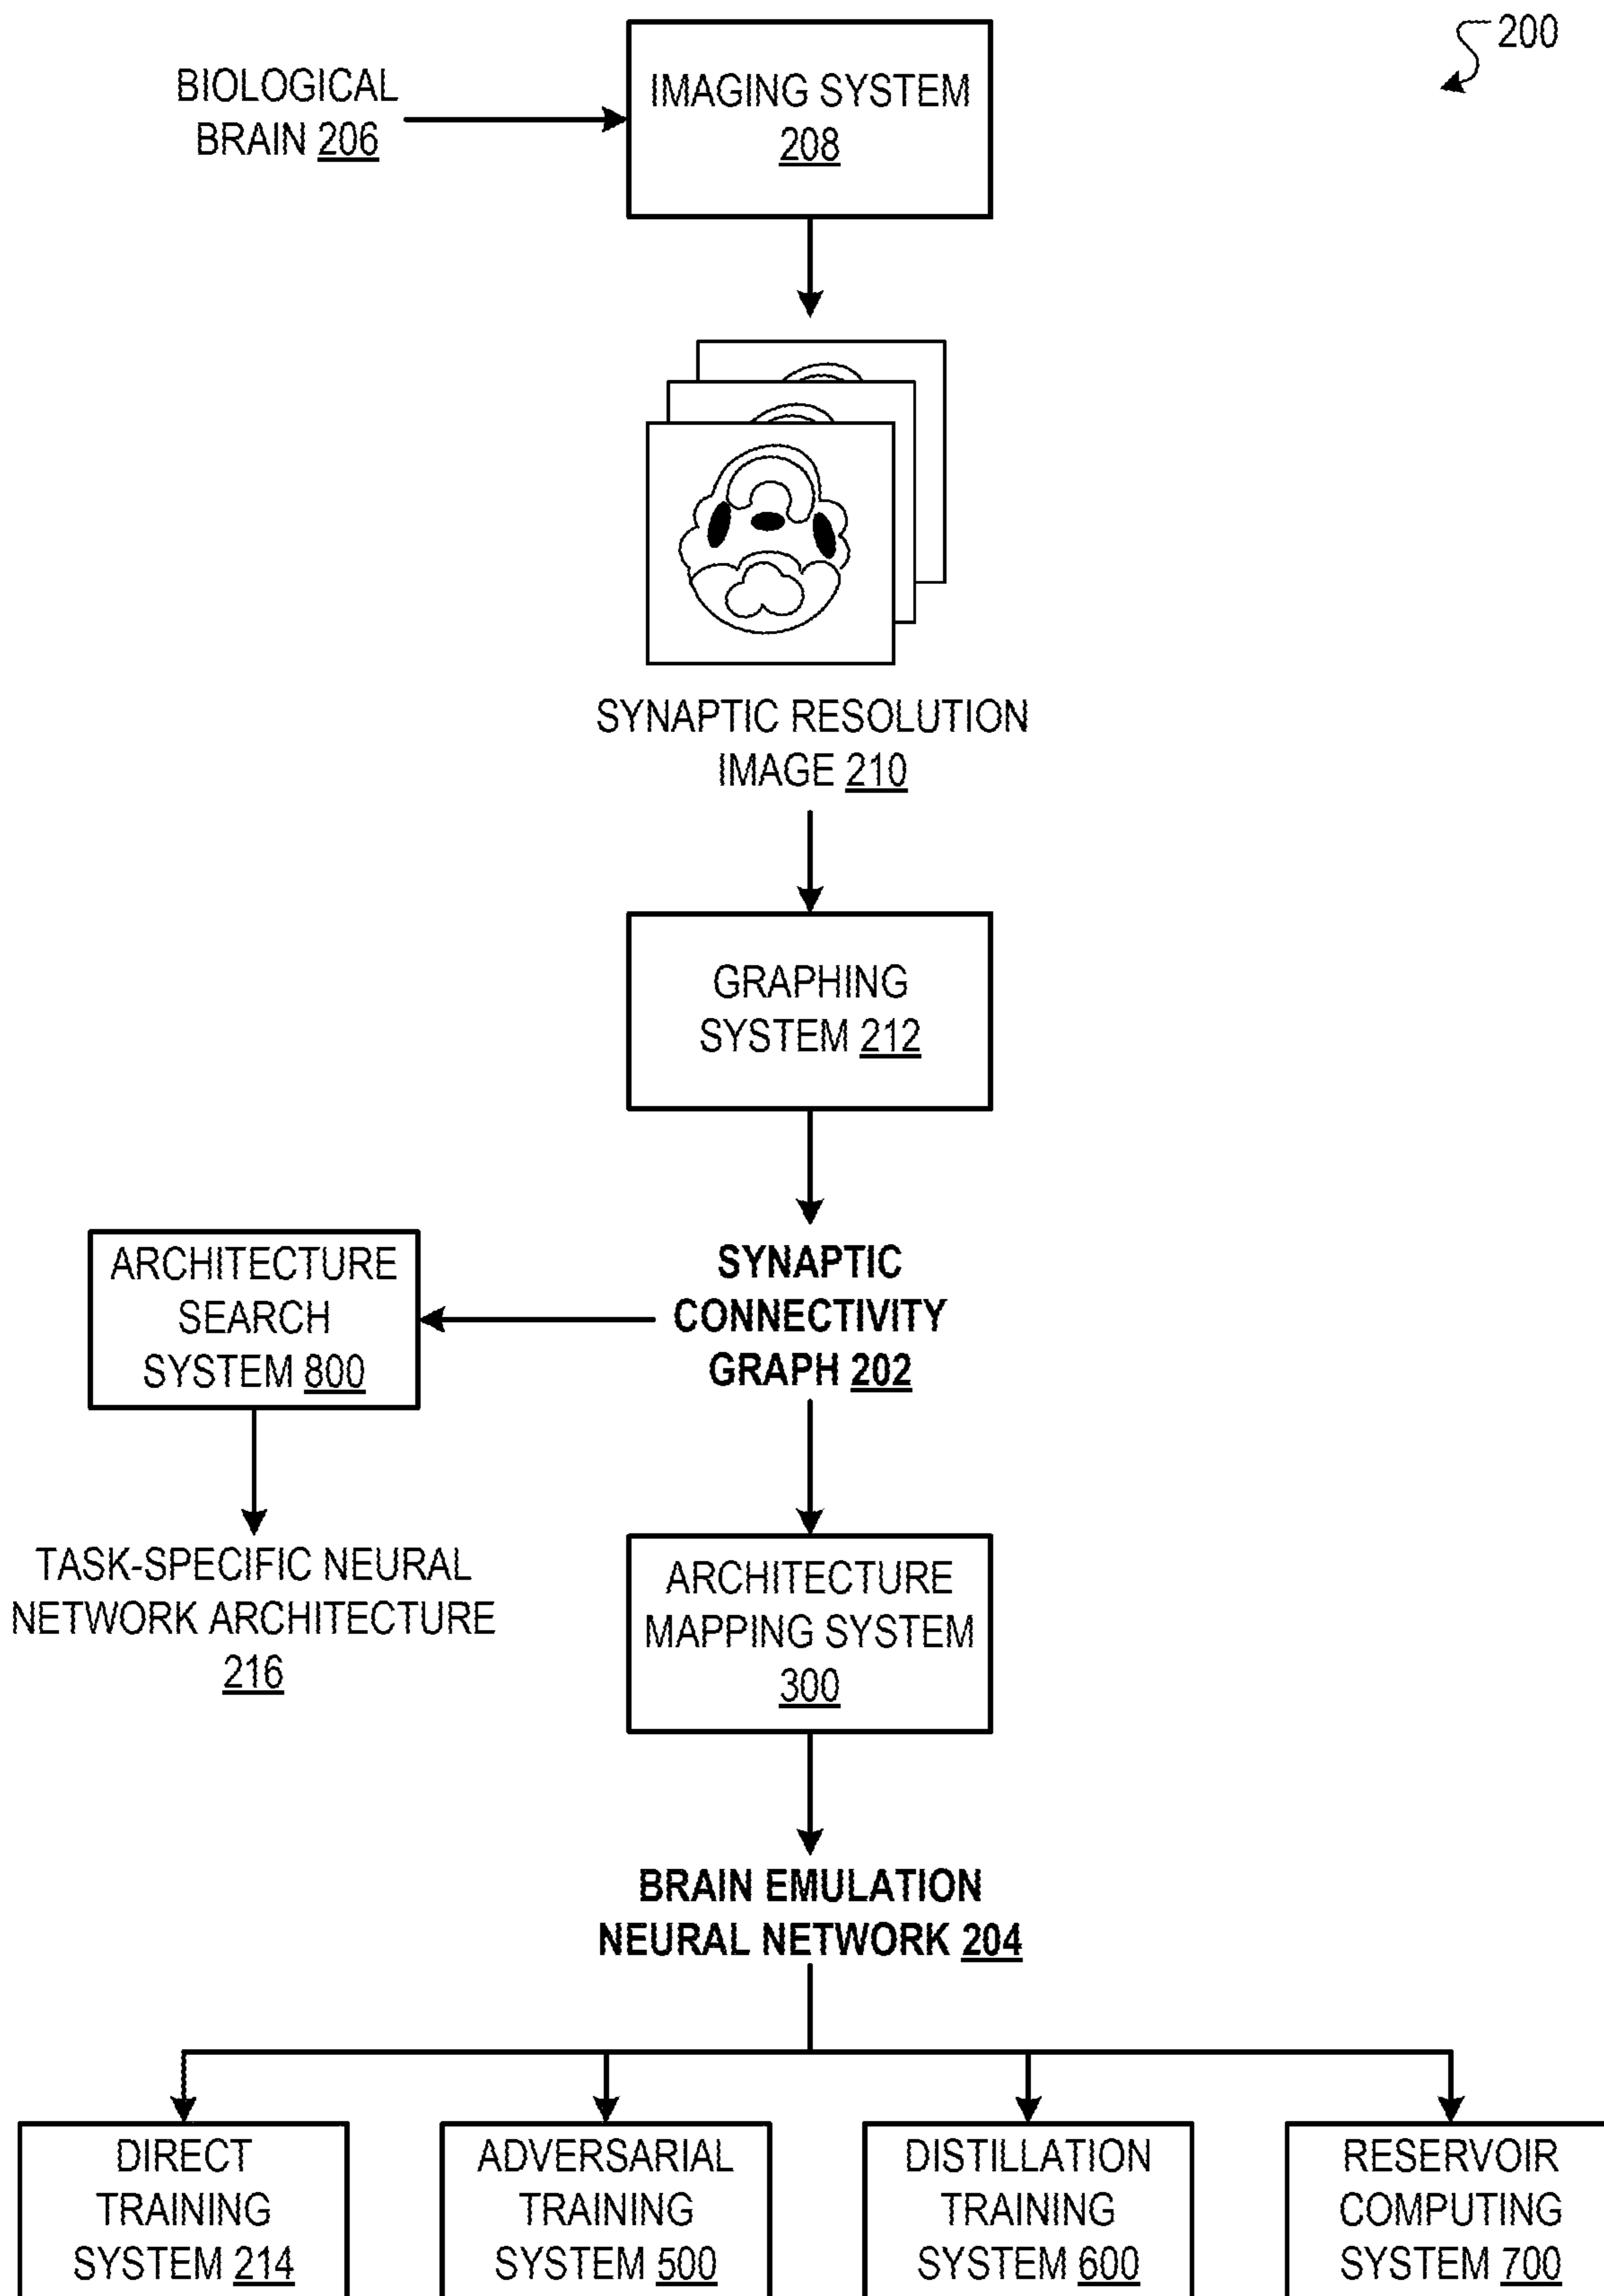 200
BIOLOGICAL
BRAIN 206
IMAGING SYSTEM
208
SYNAPTIC RESOLUTION
IMAGE 210
GRAPHING
SYSTEM 212
ARCHITECTURE
SEARCH
SYSTEM 800
SYNAPTIC
CONNECTIVITY
GRAPH 202
TASK-SPECIFIC NEURAL
NETWORK ARCHITECTURE
216
ARCHITECTURE
MAPPING SYSTEM
300
BRAIN EMULATION
NEURAL NETWORK 204
DIRECT
TRAINING
SYSTEM 214
ADVERSARIAL
TRAINING
SYSTEM 500
DISTILLATION
TRAINING
SYSTEM 600
RESERVOIR
COMPUTING
SYSTEM 700